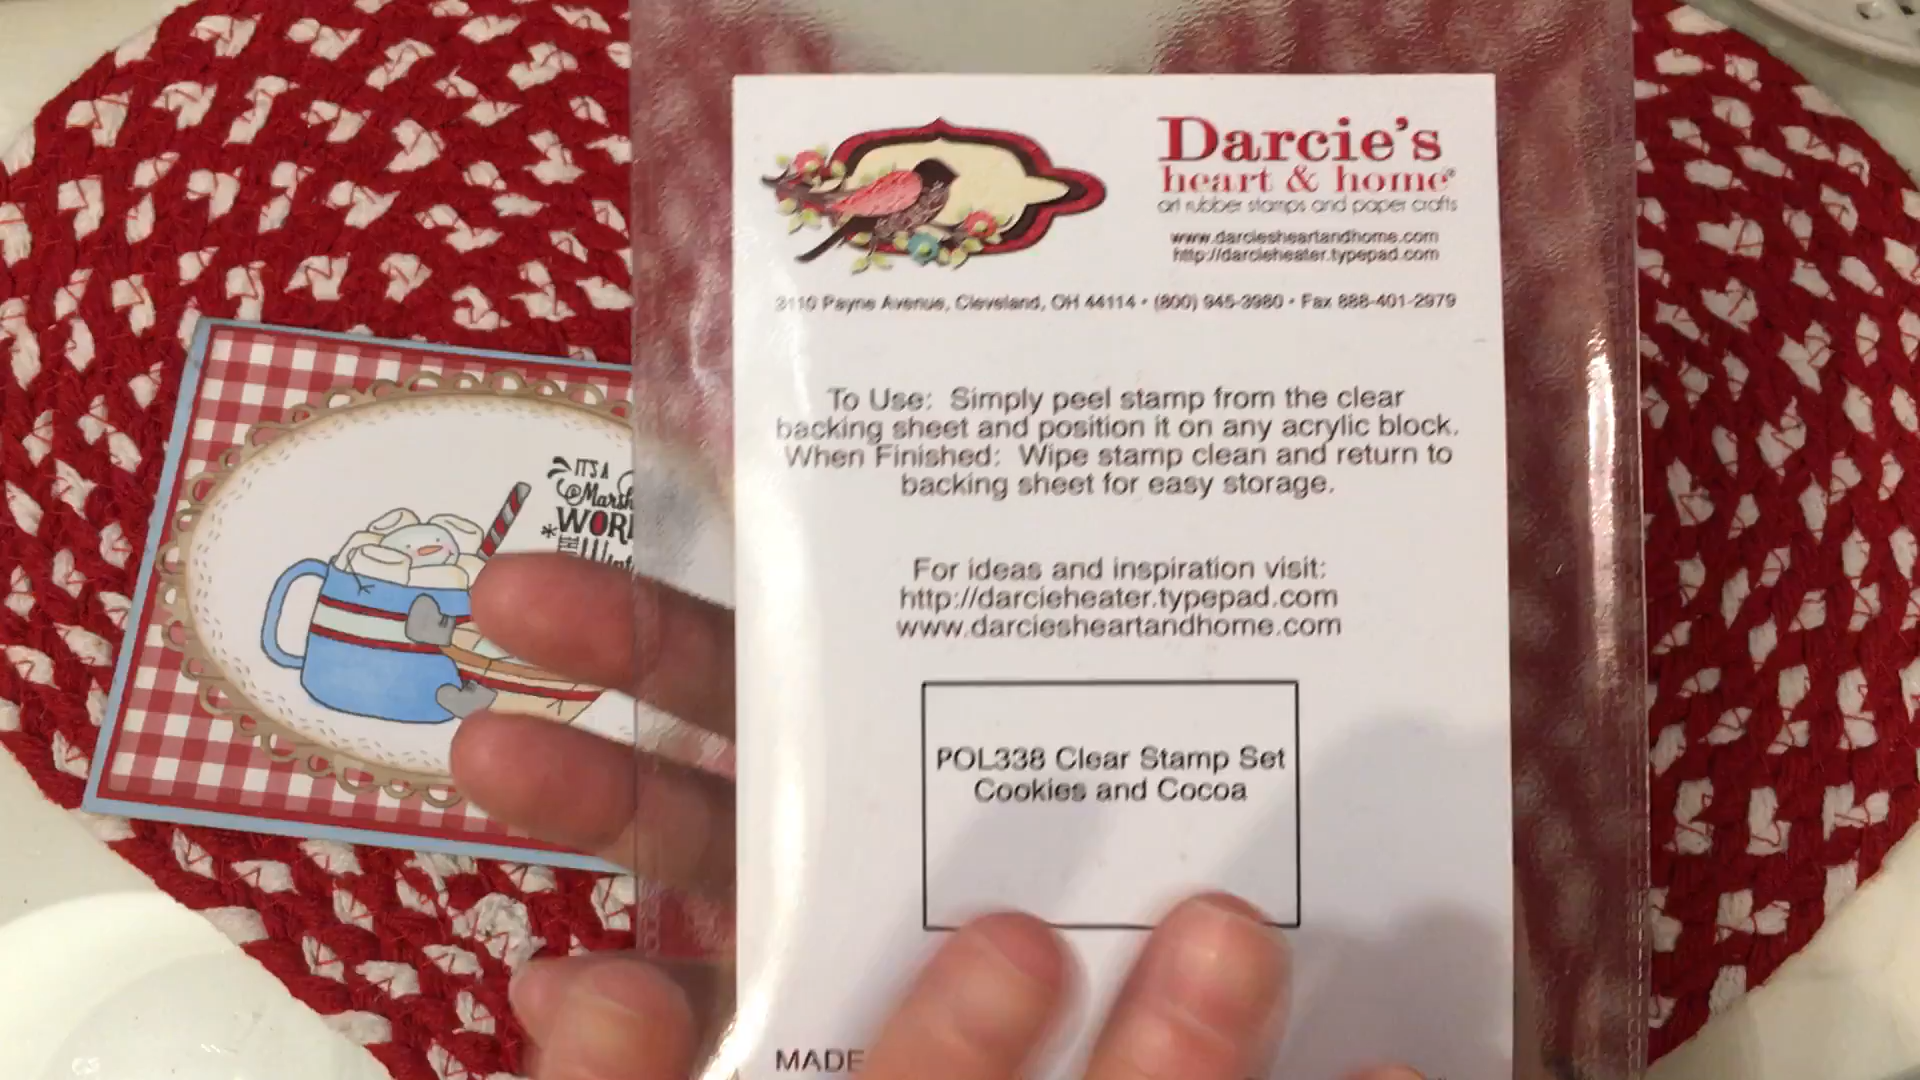 Darcie's
heart & home®
art rubber stamps and paper crafts
www.darciesheartandhome.com
http://darcieheater.typepad.com
3110 Payne Avenue, Cleveland, OH 44114 • (800) 945-3980 • Fax 888-401-2979
To Use: Simply peel stamp from the clear
backing sheet and position it on any acrylic block.
When Finished: Wipe stamp clean and return to
backing sheet for easy storage.
For ideas and inspiration visit:
http://darcieheater.typepad.com
www.darciesheartandhome.com
POL338 Clear Stamp Set
Cookies and Cocoa
MADE
IT'S A
Marsh
WORL